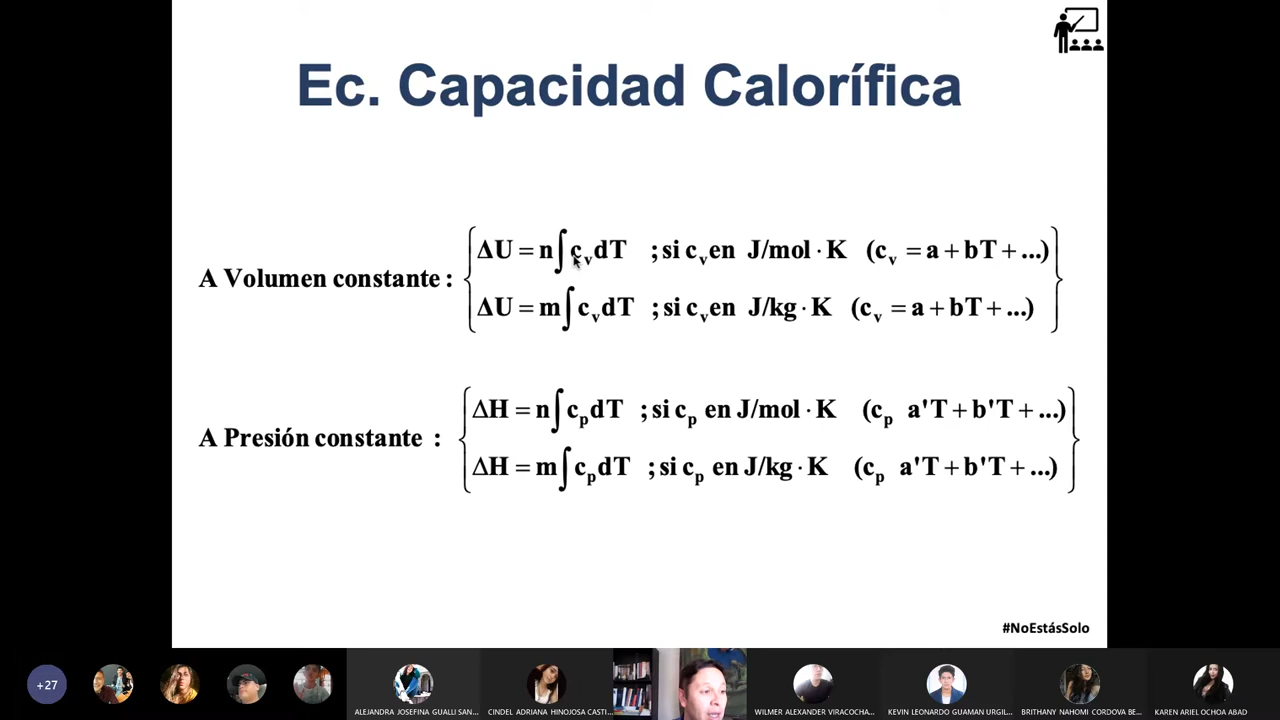 Ec. Capacidad Calorífica
A Volumen constante :
ΔU = n∫c_v dT ; si c_v en J/mol · K (c_v = a + bT + ...)
ΔU = m∫c_v dT ; si c_v en J/kg · K (c_v = a + bT + ...)
A Presión constante :
ΔH = n∫c_p dT ; si c_p en J/mol · K (c_p a'T + b'T + ...)
ΔH = m∫c_p dT ; si c_p en J/kg · K (c_p a'T + b'T + ...)
#NoEstásSolo
+27
ALEJANDRA JOSEFINA GUALLI SAN...
CINDEL ADRIANA HINOJOSA CASTI...
WILMER ALEXANDER VIRACOCHA...
KEVIN LEONARDO GUAMAN URGIL...
BRITHANY NAHOMI CORDOVA BE...
KAREN ARIEL OCHOA ABAD